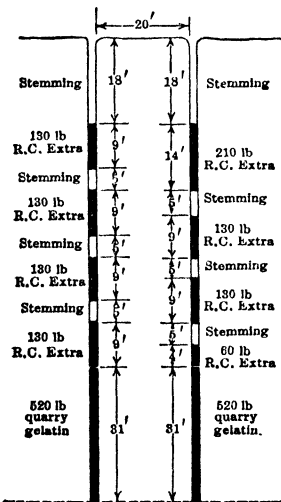 20'
Stemming
18'
18'
Stemming
130 lb
R.C. Extra
9'
14'
210 lb
R.C. Extra
Stemming
5'
5'
Stemming
130 lb
R.C. Extra
9'
9'
130 lb
R.C. Extra
Stemming
5'
5'
Stemming
130 lb
R.C. Extra
9'
9'
130 lb
R.C. Extra
Stemming
5'
5'
Stemming
130 lb
R.C. Extra
9'
4'
60 lb
R.C. Extra
520 lb
quarry
gelatin
31'
31'
520 lb
quarry
gelatin.